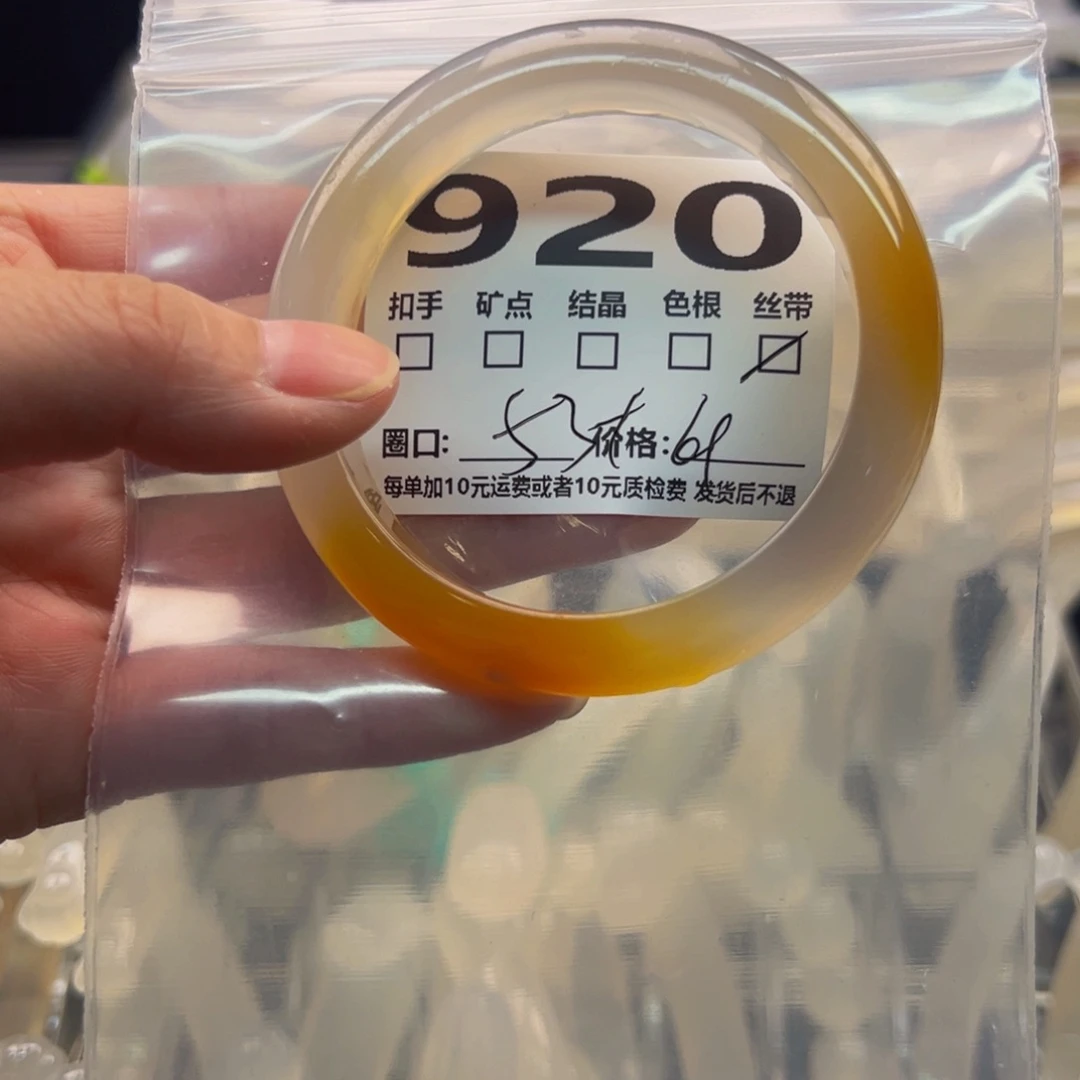 920
扣手 矿点 结晶 色根 丝带
圈口: 价格:
每单加10元运费或者10元质检费 发货后不退